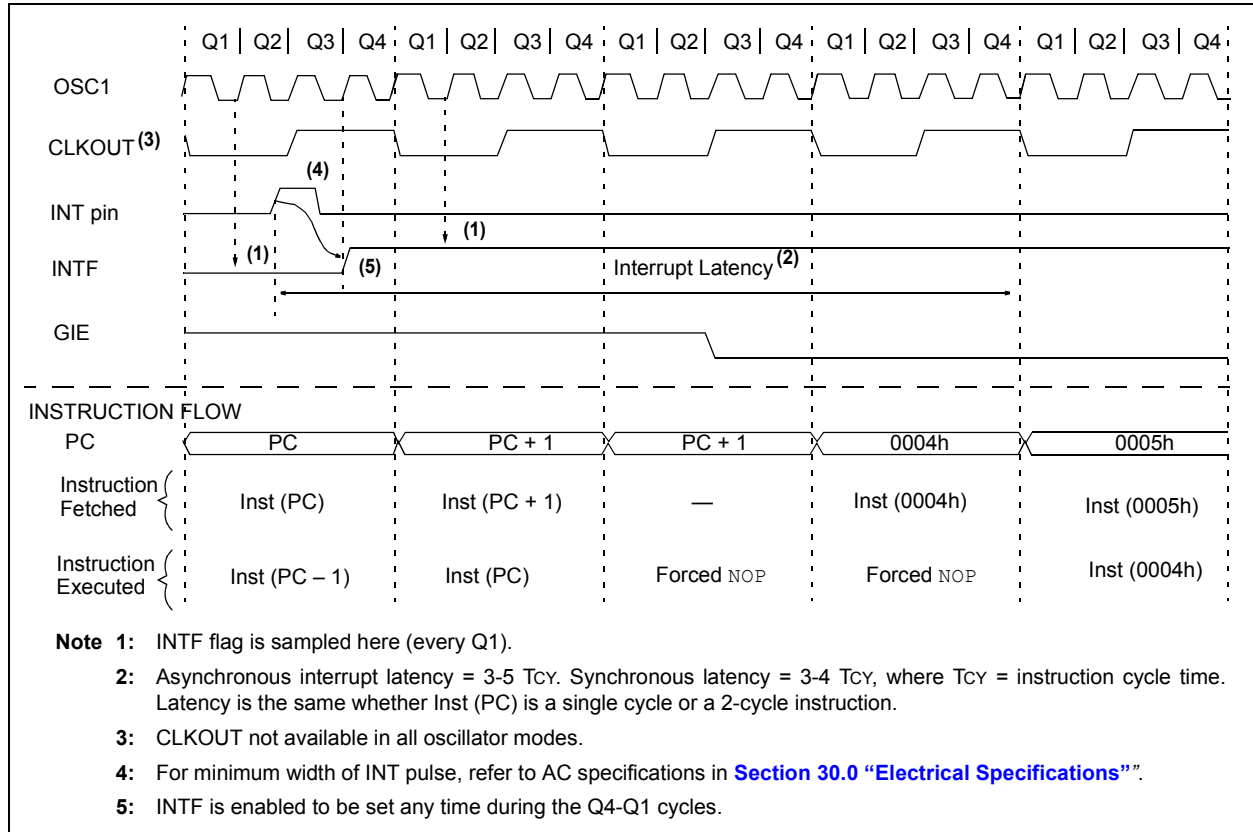 Q1 | Q2 | Q3 | Q4 Q1 | Q2 | Q3 | Q4 Q1 | Q2 | Q3 | Q4 Q1 | Q2 | Q3 | Q4 Q1 | Q2 | Q3 | Q4
OSC1
CLKOUT (3)
(4)
INT pin
(1)
(1)
INTF
(5)
Interrupt Latency (2)
GIE
INSTRUCTION FLOW
PC PC PC + 1 PC + 1 0004h 0005h
Instruction
Fetched
Inst (PC) Inst (PC + 1) — Inst (0004h) Inst (0005h)
Instruction
Executed
Inst (PC – 1) Inst (PC) Forced NOP Forced NOP Inst (0004h)
Note 1: INTF flag is sampled here (every Q1).
2: Asynchronous interrupt latency = 3-5 TCY. Synchronous latency = 3-4 TCY, where TCY = instruction cycle time.
Latency is the same whether Inst (PC) is a single cycle or a 2-cycle instruction.
3: CLKOUT not available in all oscillator modes.
4: For minimum width of INT pulse, refer to AC specifications in Section 30.0 “Electrical Specifications””.
5: INTF is enabled to be set any time during the Q4-Q1 cycles.